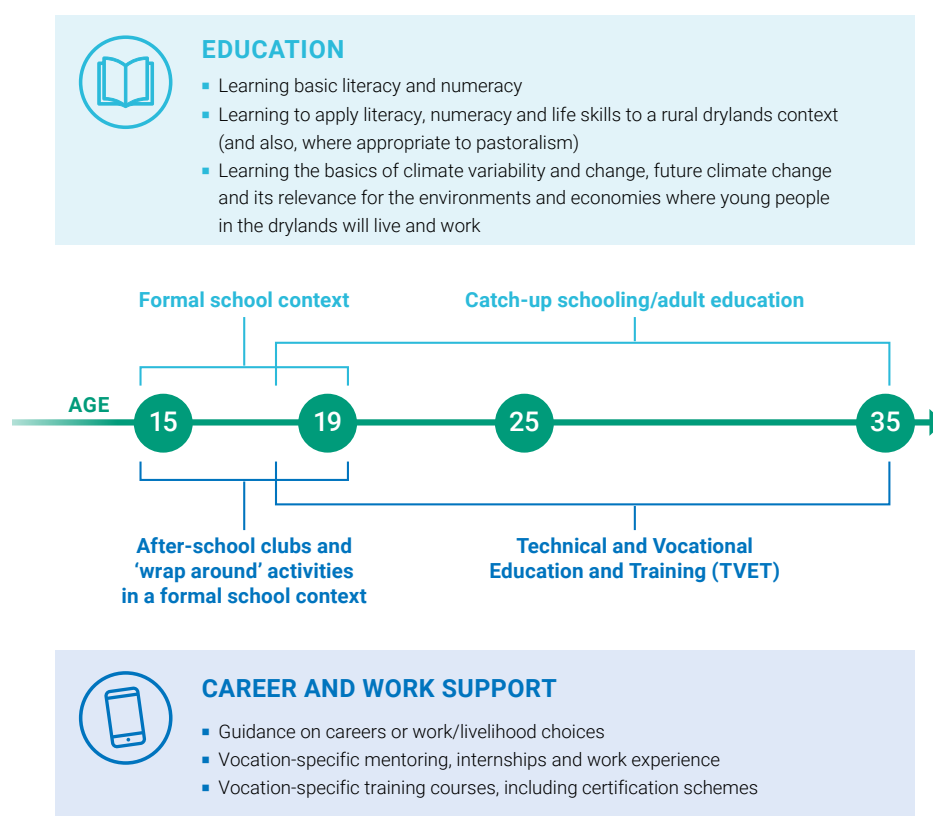 EDUCATION
▪ Learning basic literacy and numeracy
▪ Learning to apply literacy, numeracy and life skills to a rural drylands context
(and also, where appropriate to pastoralism)
▪ Learning the basics of climate variability and change, future climate change
and its relevance for the environments and economies where young people
in the drylands will live and work
Formal school context
Catch-up schooling/adult education
AGE
15
19
25
35
After-school clubs and
‘wrap around’ activities
in a formal school context
Technical and Vocational
Education and Training (TVET)
CAREER AND WORK SUPPORT
▪ Guidance on careers or work/livelihood choices
▪ Vocation-specific mentoring, internships and work experience
▪ Vocation-specific training courses, including certification schemes